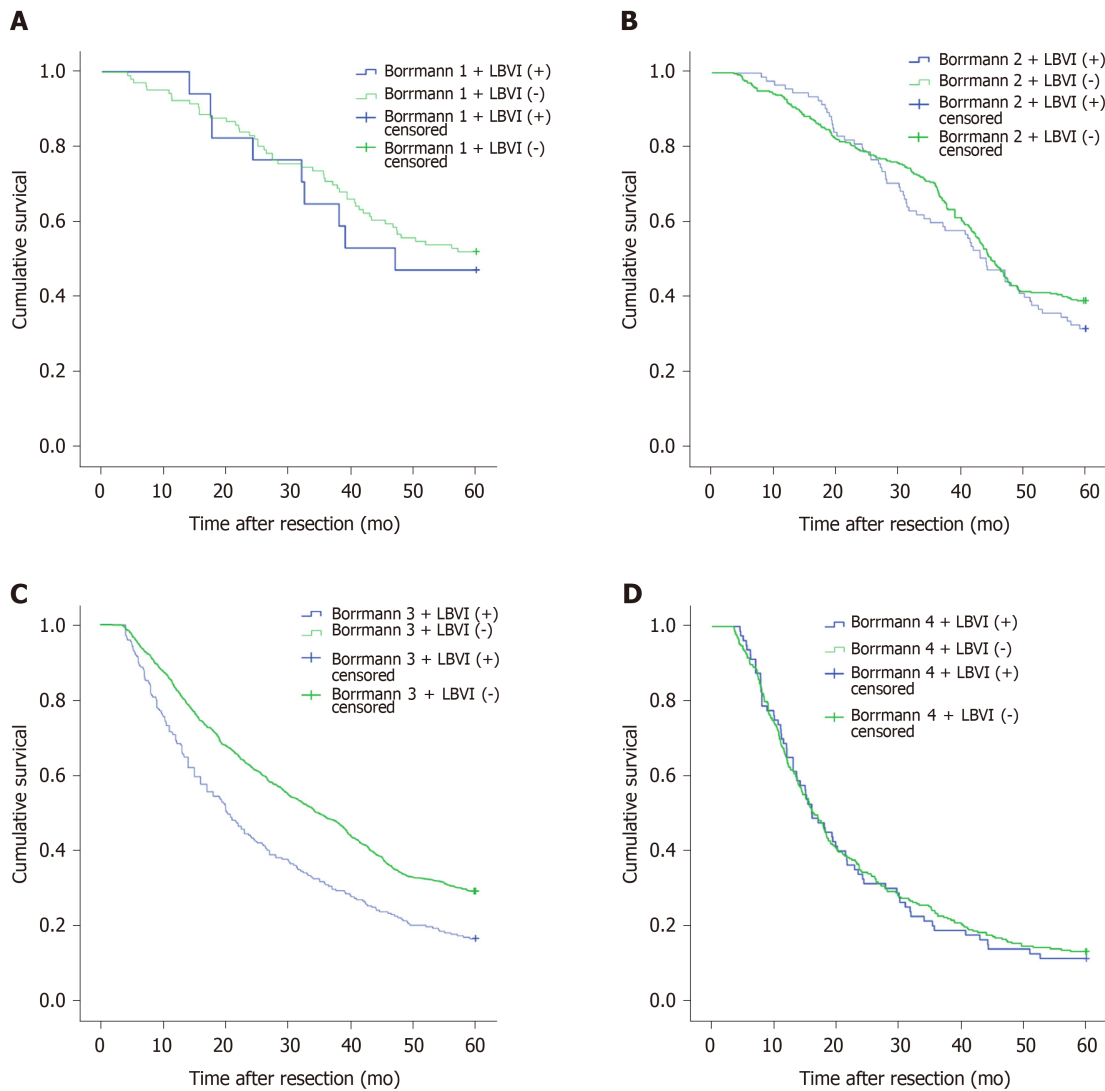 A
Cumulative survical
1.0
0.8
0.6
0.4
0.2
0.0
Borrmann 1 + LBVI (+)
Borrmann 1 + LBVI (-)
Borrmann 1 + LBVI (+)
censored
Borrmann 1 + LBVI (-)
censored
0 10 20 30 40 50 60
Time after resection (mo)
B
Cumulative survical
1.0
0.8
0.6
0.4
0.2
0.0
Borrmann 2 + LBVI (+)
Borrmann 2 + LBVI (-)
Borrmann 2 + LBVI (+)
censored
Borrmann 2 + LBVI (-)
censored
0 10 20 30 40 50 60
Time after resection (mo)
C
Cumulative survical
1.0
0.8
0.6
0.4
0.2
0.0
Borrmann 3 + LBVI (+)
Borrmann 3 + LBVI (-)
Borrmann 3 + LBVI (+)
censored
Borrmann 3 + LBVI (-)
censored
0 10 20 30 40 50 60
Time after resection (mo)
D
Cumulative survical
1.0
0.8
0.6
0.4
0.2
0.0
Borrmann 4 + LBVI (+)
Borrmann 4 + LBVI (-)
Borrmann 4 + LBVI (+)
censored
Borrmann 4 + LBVI (-)
censored
0 10 20 30 40 50 60
Time after resection (mo)